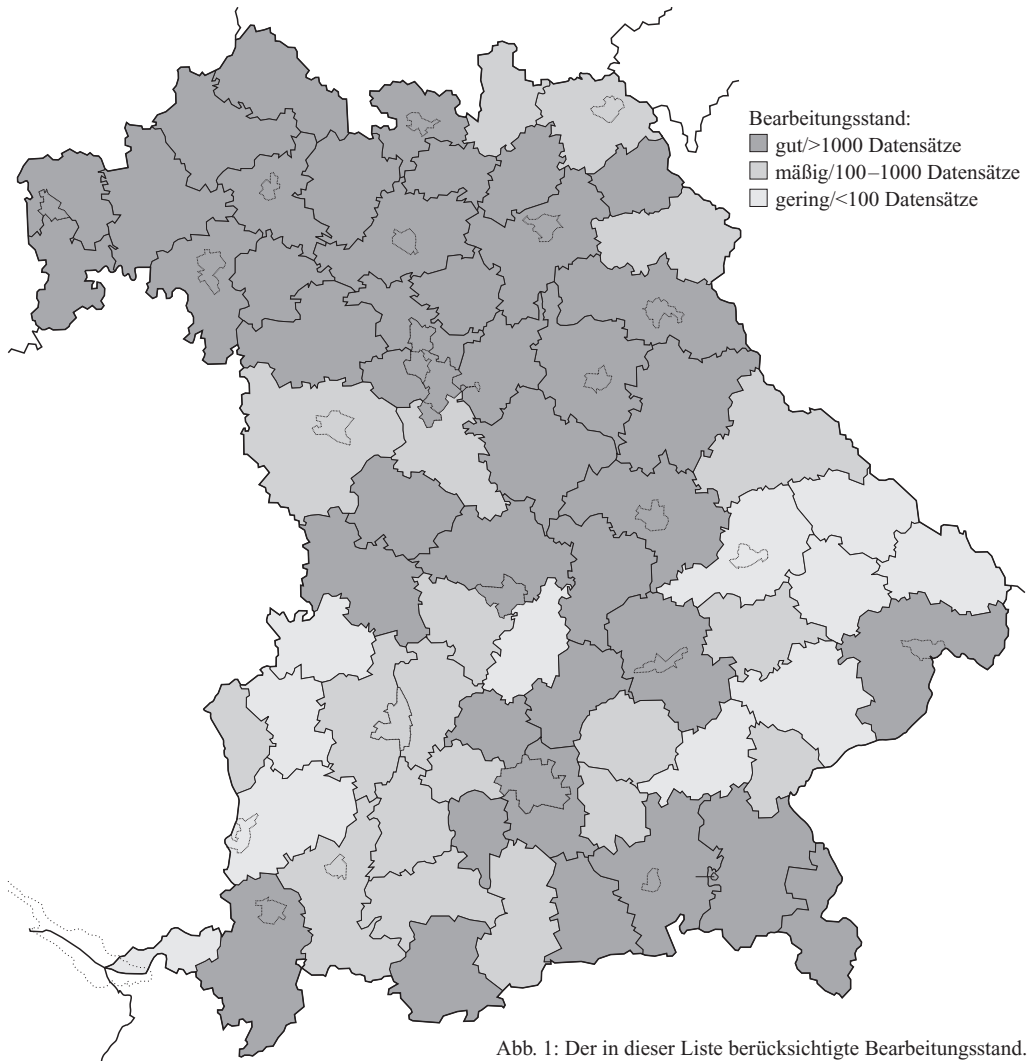 Bearbeitungsstand:
gut/>1000 Datensätze
mäßig/100–1000 Datensätze
gering/<100 Datensätze
Abb. 1: Der in dieser Liste berücksichtigte Bearbeitungsstand.